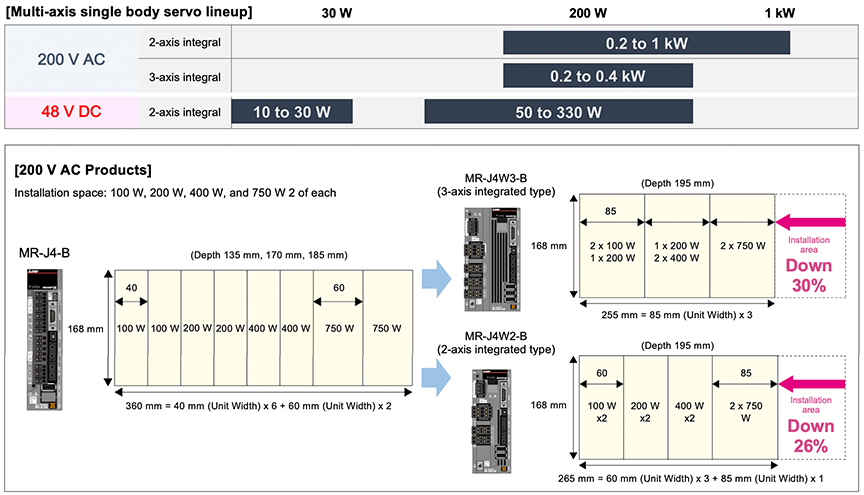 [Multi-axis single body servo lineup]
30 W
200 W
1 kW
200 V AC
2-axis integral
0.2 to 1 kW
3-axis integral
0.2 to 0.4 kW
48 V DC
2-axis integral
10 to 30 W
50 to 330 W
[200 V AC Products]
Installation space: 100 W, 200 W, 400 W, and 750 W 2 of each
MR-J4-B
(Depth 135 mm, 170 mm, 185 mm)
168 mm
40
60
100 W
100 W
200 W
200 W
400 W
400 W
750 W
750 W
360 mm = 40 mm (Unit Width) x 6 + 60 mm (Unit Width) x 2
MR-J4W3-B
(3-axis integrated type)
(Depth 195 mm)
168 mm
85
2 x 100 W
1 x 200 W
1 x 200 W
2 x 400 W
2 x 750 W
255 mm = 85 mm (Unit Width) x 3
Installation
area
Down
30%
MR-J4W2-B
(2-axis integrated type)
(Depth 195 mm)
168 mm
60
85
100 W
x2
200 W
x2
400 W
x2
2 x 750
W
265 mm = 60 mm (Unit Width) x 3 + 85 mm (Unit Width) x 1
Installation
area
Down
26%